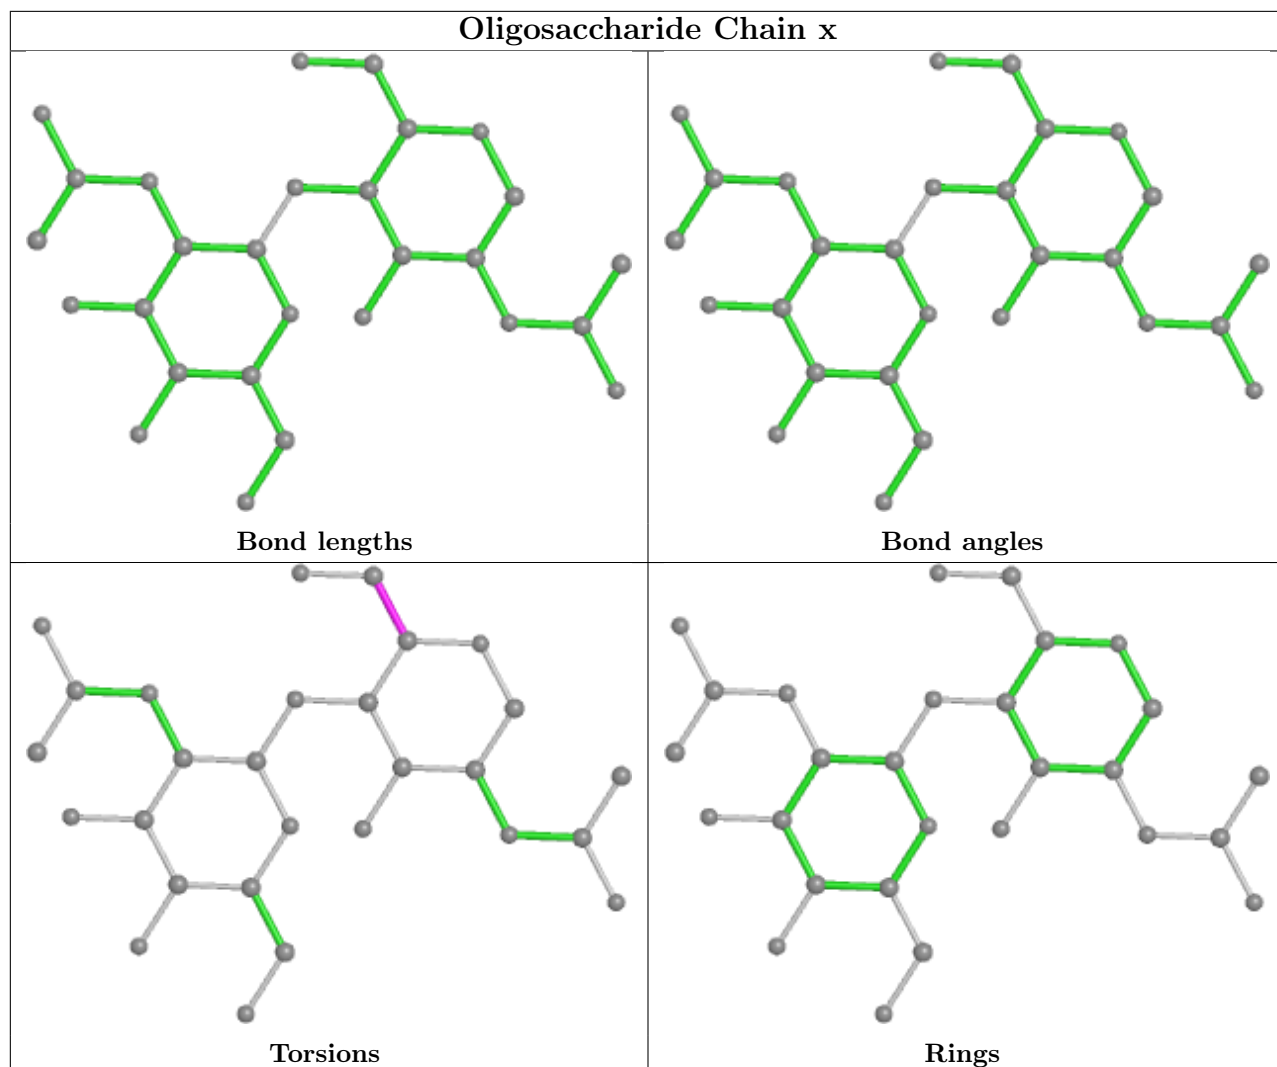 Oligosaccharide Chain x
Bond lengths
Bond angles
Torsions
Rings